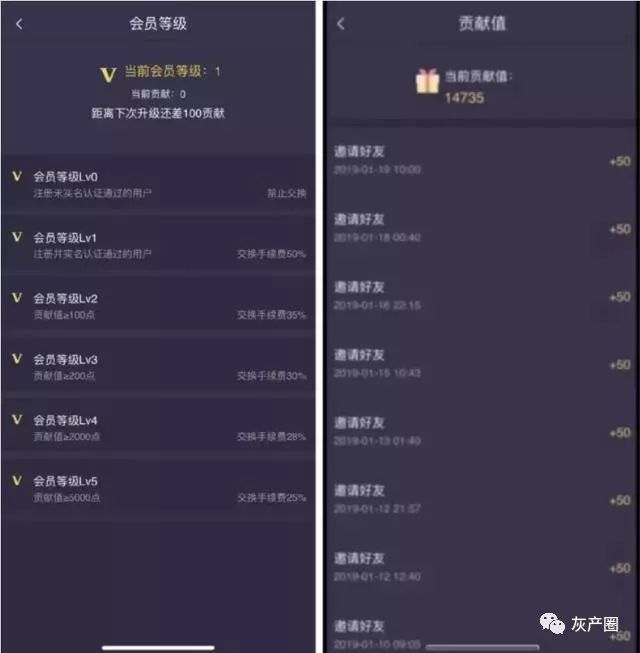 会员等级
V 当前会员等级：1
当前贡献：0
距离下次升级还差100贡献
V 会员等级Lv0
注册未实名认证通过的用户 禁止交换
V 会员等级Lv1
注册并实名认证通过的用户 交换手续费50%
V 会员等级Lv2
贡献值≥100点 交换手续费35%
V 会员等级Lv3
贡献值≥200点 交换手续费30%
V 会员等级Lv4
贡献值≥2000点 交换手续费28%
V 会员等级Lv5
贡献值≥5000点 交换手续费25%
贡献值
当前贡献值：
14735
邀请好友 +50
2019-01-19 10:00
邀请好友 +50
2019-01-18 00:40
邀请好友 +50
2019-01-16 22:15
邀请好友 +50
2019-01-15 10:43
邀请好友 +50
2019-01-13 01:40
邀请好友 +50
2019-01-12 21:57
邀请好友 +50
2019-01-12 12:40
邀请好友 +50
2019-01-10 09:05
灰产圈